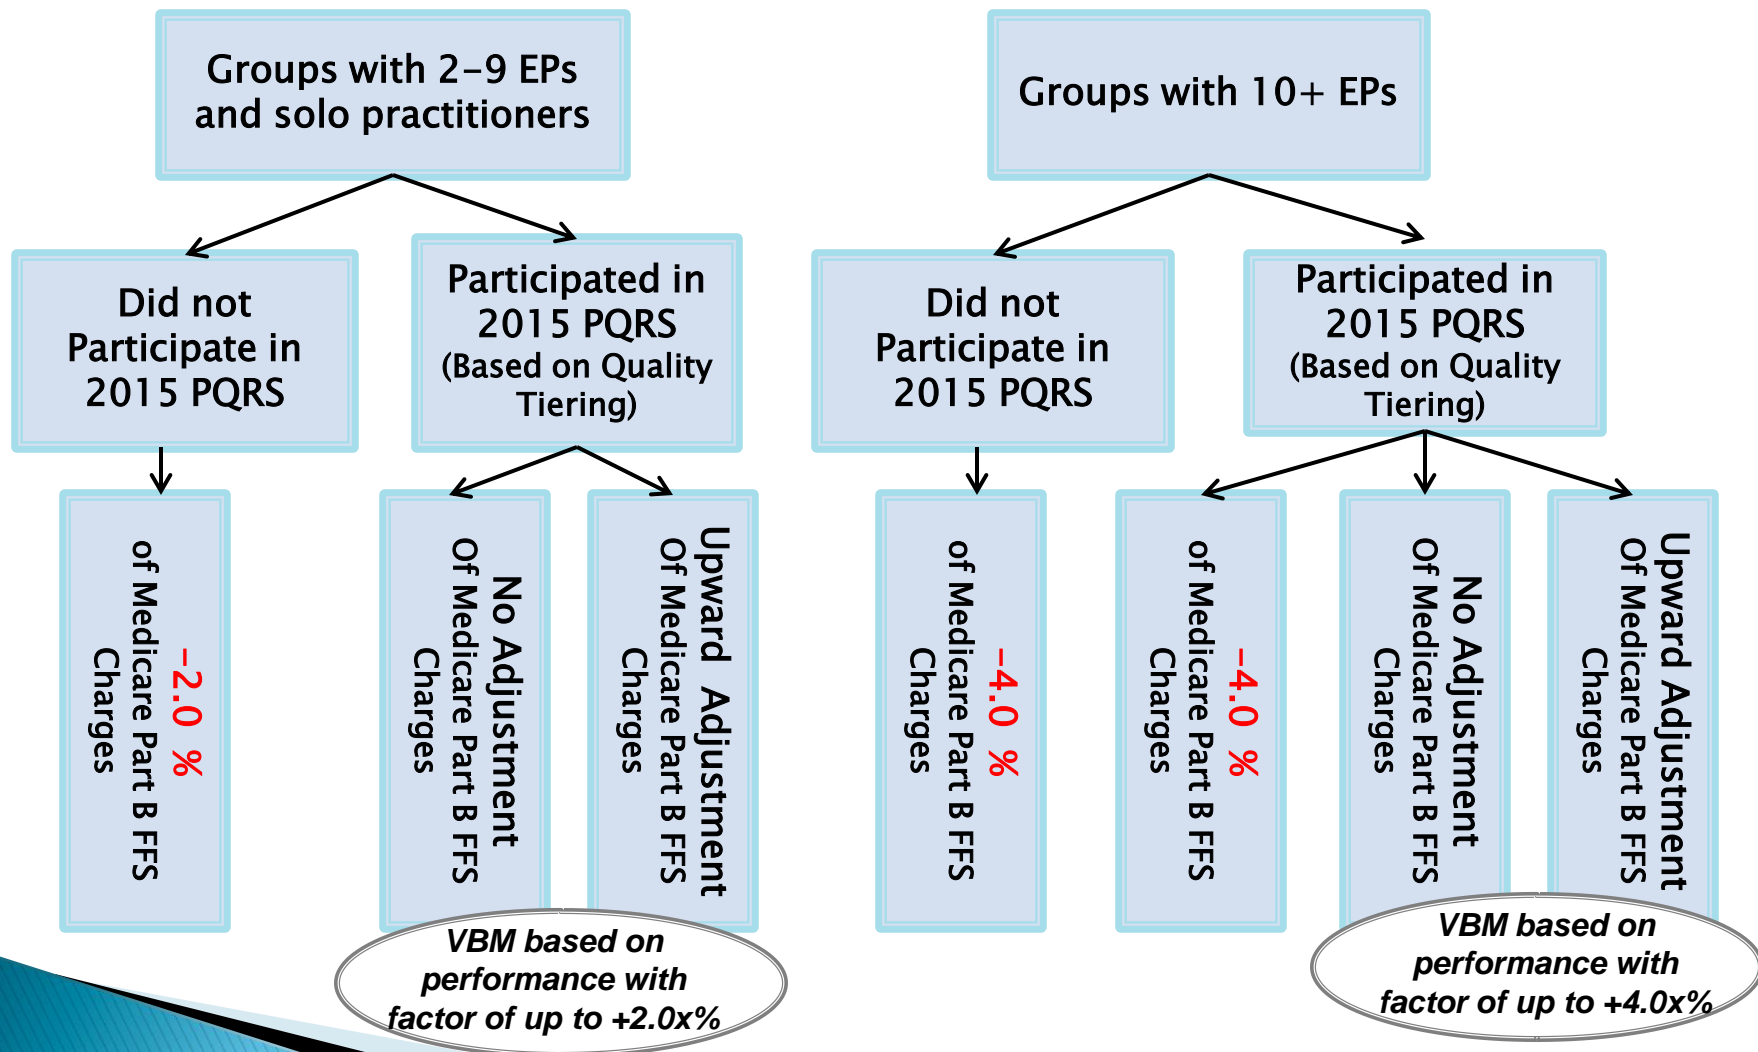 Groups with 2-9 EPs
and solo practitioners
Groups with 10+ EPs
Did not
Participate in
2015 PQRS
Participated in
2015 PQRS
(Based on Quality
Tiering)
Did not
Participate in
2015 PQRS
Participated in
2015 PQRS
(Based on Quality
Tiering)
-2.0 %
of Medicare Part B FFS
Charges
No Adjustment
Of Medicare Part B FFS
Charges
Upward Adjustment
Of Medicare Part B FFS
Charges
-4.0 %
of Medicare Part B FFS
Charges
-4.0 %
of Medicare Part B FFS
Charges
No Adjustment
Of Medicare Part B FFS
Charges
Upward Adjustment
Of Medicare Part B FFS
Charges
VBM based on
performance with
factor of up to +2.0x%
VBM based on
performance with
factor of up to +4.0x%